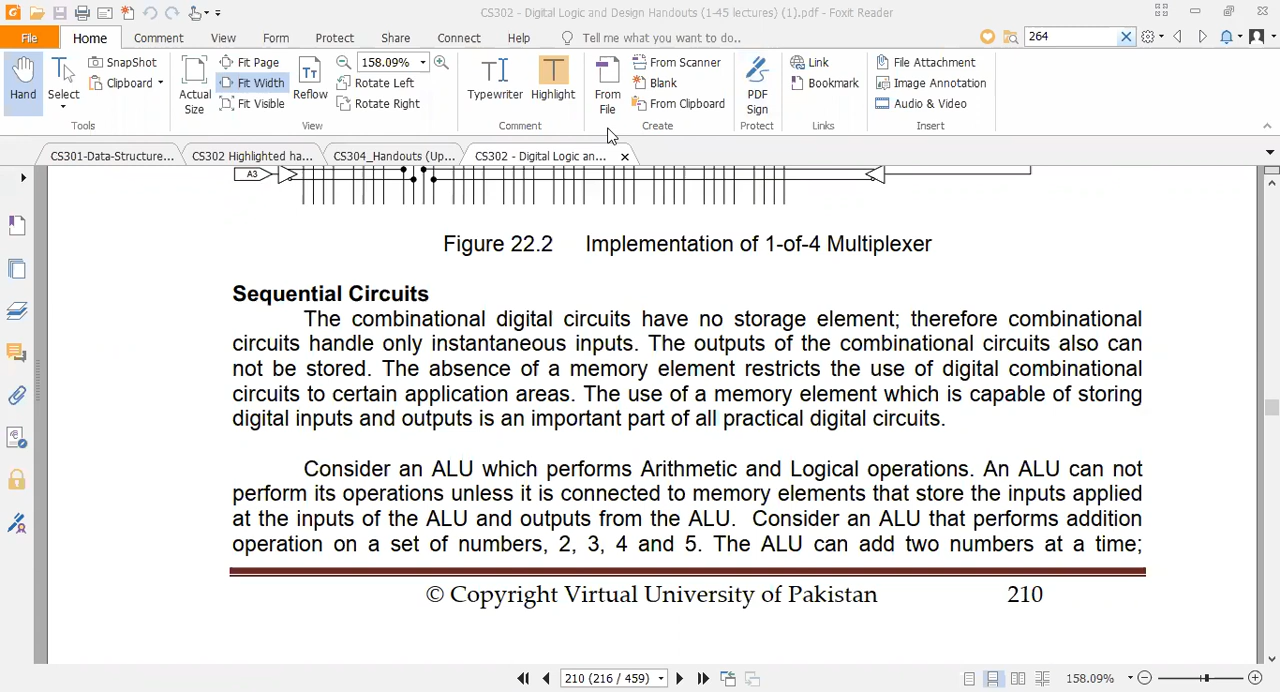 CS302 - Digital Logic and Design Handouts (1-45 lectures) (1).pdf - Foxit Reader
File Home Comment View Form Protect Share Connect Help Tell me what you want to do.. 264
Hand
Select
SnapShot
Clipboard
Tools
Actual Size
Fit Page
Fit Width
Fit Visible
Reflow
158.09%
Rotate Left
Rotate Right
View
Typewriter
Highlight
Comment
From File
From Scanner
Blank
From Clipboard
Create
PDF Sign
Protect
Link
Bookmark
Links
File Attachment
Image Annotation
Audio & Video
Insert
CS301-Data-Structure... CS302 Highlighted ha... CS304_Handouts (Up... CS302 - Digital Logic an...
A3
Figure 22.2 Implementation of 1-of-4 Multiplexer
Sequential Circuits
The combinational digital circuits have no storage element; therefore combinational
circuits handle only instantaneous inputs. The outputs of the combinational circuits also can
not be stored. The absence of a memory element restricts the use of digital combinational
circuits to certain application areas. The use of a memory element which is capable of storing
digital inputs and outputs is an important part of all practical digital circuits.
Consider an ALU which performs Arithmetic and Logical operations. An ALU can not
perform its operations unless it is connected to memory elements that store the inputs applied
at the inputs of the ALU and outputs from the ALU. Consider an ALU that performs addition
operation on a set of numbers, 2, 3, 4 and 5. The ALU can add two numbers at a time;
© Copyright Virtual University of Pakistan 210
210 (216 / 459) 158.09%